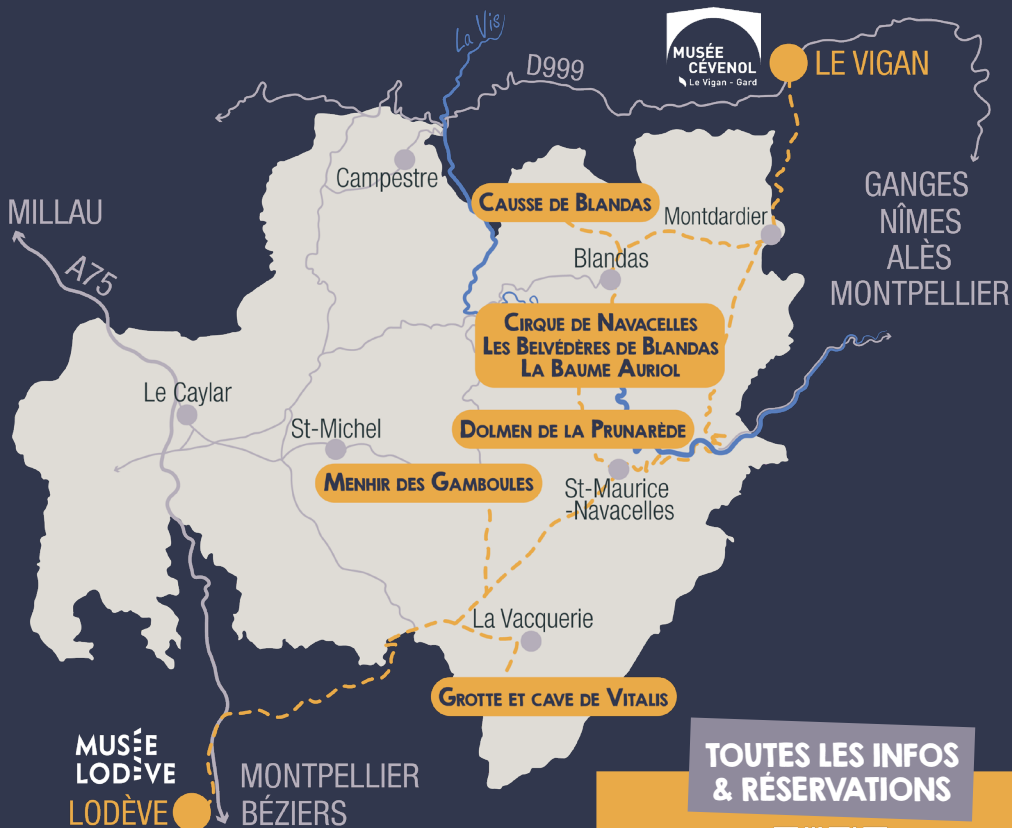 La Vis
MUSÉE
CÉVENOL
Le Vigan - Gard
LE VIGAN
D999
Campestre
GANGES
NÎMES
ALÈS
MONTPELLIER
MILLAU
A75
CAUSSE DE BLANDAS
Montdardier
Blandas
CIRQUE DE NAVACELLES
LES BELVÉDÈRES DE BLANDAS
LA BAUME AURIOL
Le Caylar
St-Michel
DOLMEN DE LA PRUNARÈDE
MENHIR DES GAMBOULES
St-Maurice
-Navacelles
La Vacquerie
GROTTE ET CAVE DE VITALIS
MUSÉE
LODÈVE
LODÈVE
MONTPELLIER
BÉZIERS
TOUTES LES INFOS
& RÉSERVATIONS